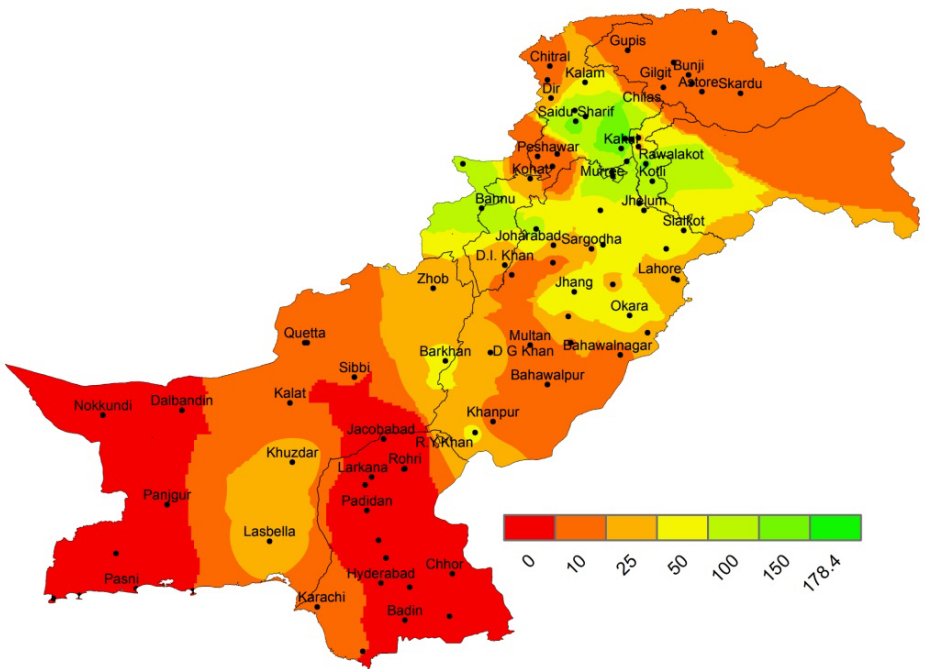 Gupis
Chitral
Bunji
Kalam
Gilgit
Astore
Skardu
Dir
Chilas
Saidu Sharif
Peshawar
Rawalakot
Kohat
Murree
Kotli
Bannu
Jhelum
Sialkot
Joharabad
Sargodha
D.I. Khan
Lahore
Zhob
Jhang
Okara
Quetta
Multan
D G Khan
Bahawalnagar
Barkhan
Sibbi
Bahawalpur
Dalbandin
Kalat
Nokkundi
Khanpur
Jacobabad
R.Y.Khan
Khuzdar
Rohri
Larkana
Panjgur
Padidan
Lasbella
Hyderabad
Chhor
Pasni
Karachi
Badin
0
10
25
50
100
150
178.4